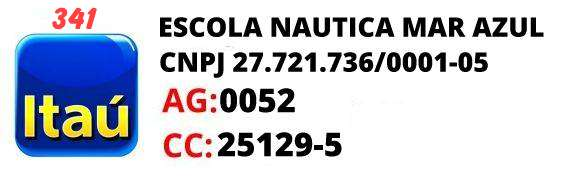 341
Itaú
ESCOLA NAUTICA MAR AZUL
CNPJ 27.721.736/0001-05
AG:0052
CC:25129-5